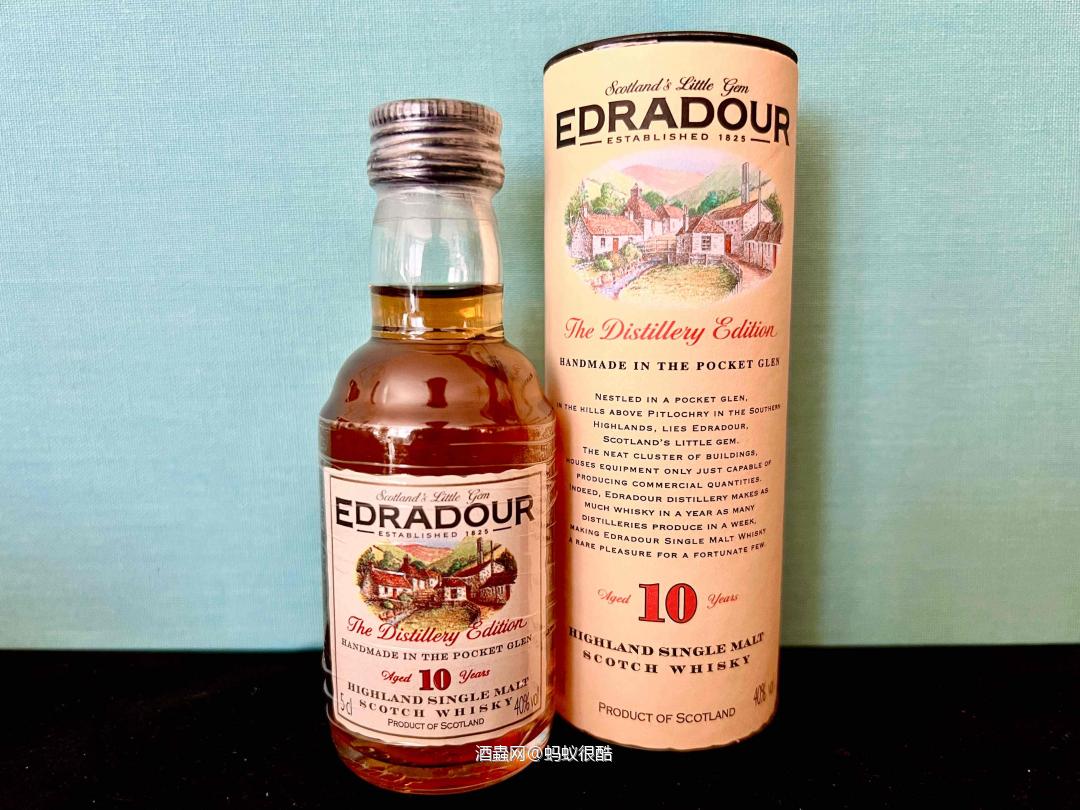 Scotland's Little Gem
EDRADOUR
ESTABLISHED 1825
The Distillery Edition
HANDMADE IN THE POCKET GLEN
Aged 10 Years
HIGHLAND SINGLE MALT
SCOTCH WHISKY
5cl
40%vol
PRODUCT OF SCOTLAND
Scotland's Little Gem
EDRADOUR
ESTABLISHED 1825
The Distillery Edition
HANDMADE IN THE POCKET GLEN
NESTLED IN A POCKET GLEN,
IN THE HILLS ABOVE PITLOCHRY IN THE SOUTHERN
HIGHLANDS, LIES EDRADOUR,
SCOTLAND'S LITTLE GEM.
THE NEAT CLUSTER OF BUILDINGS,
HOUSES EQUIPMENT ONLY JUST CAPABLE OF
PRODUCING COMMERCIAL QUANTITIES.
INDEED, EDRADOUR DISTILLERY MAKES AS
MUCH WHISKY IN A YEAR AS MANY
DISTILLERIES PRODUCE IN A WEEK,
MAKING EDRADOUR SINGLE MALT WHISKY
A RARE PLEASURE FOR A FORTUNATE FEW.
Aged 10 Years
HIGHLAND SINGLE MALT
SCOTCH WHISKY
40%
PRODUCT OF SCOTLAND
酒蟲网@蚂蚁很酷